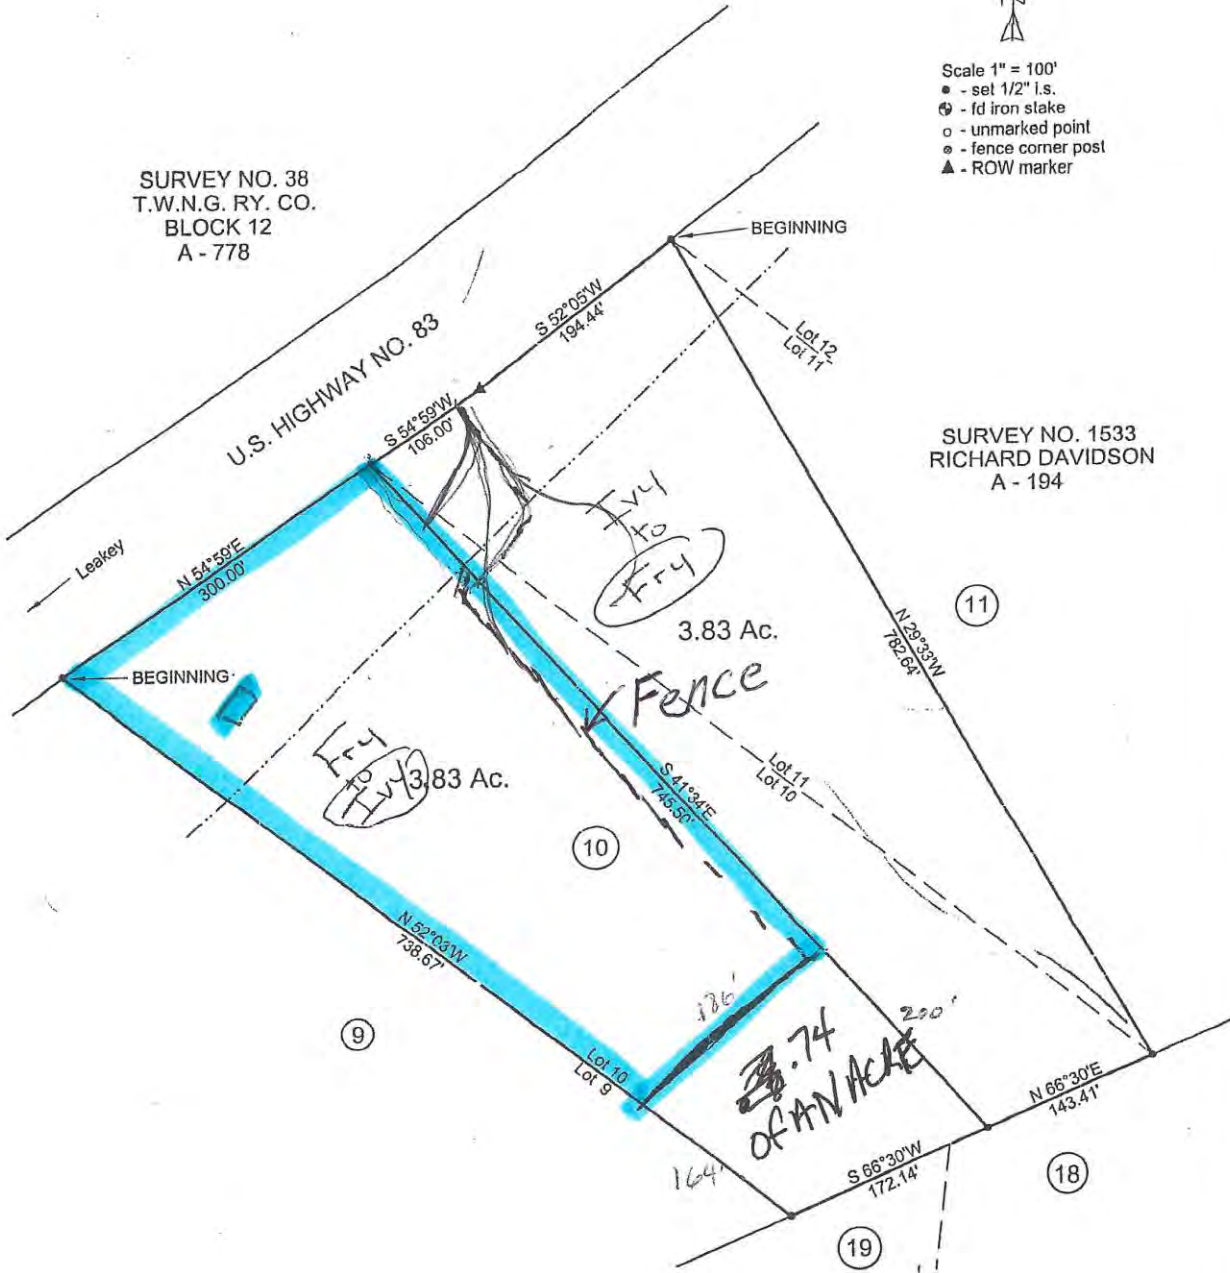 Scale 1" = 100'
- set 1/2" i.s.
- fd iron stake
- unmarked point
- fence corner post
- ROW marker
SURVEY NO. 38
T.W.N.G. RY. CO.
BLOCK 12
A - 778
BEGINNING
S 52°05'W
194.44'
Lot 12
Lot 11
U.S. HIGHWAY NO. 83
S 54°59'W
106.00'
SURVEY NO. 1533
RICHARD DAVIDSON
A - 194
Ivy
to
Fry
Leakey
N 54°59'E
300.00'
3.83 Ac.
11
N 29°33'W
782.64'
BEGINNING
Fence
Fry
to
Ivy
3.83 Ac.
S 41°34'E
745.50'
Lot 11
Lot 10
10
N 52°03'W
738.67'
9
Lot 10
Lot 9
186'
200'
.74
of AN ACRE
164'
N 66°30'E
143.41'
S 66°30'W
172.14'
18
19